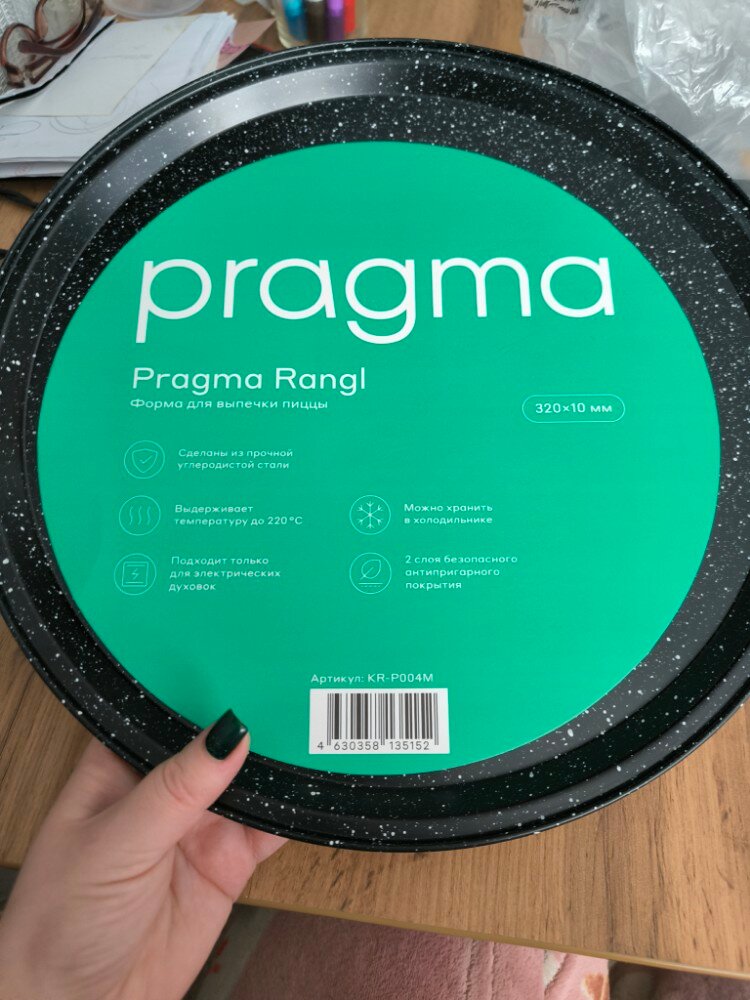 pragma
Pragma Rangl
Форма для выпечки пиццы
320×10 мм
Сделаны из прочной
углеродистой стали
Выдерживает
температуру до 220°C
Можно хранить
в холодильнике
Подходит только
для электрических
духовок
2 слоя безопасного
антипригарного
покрытия
Артикул: KR-P004M
4 630358 135152